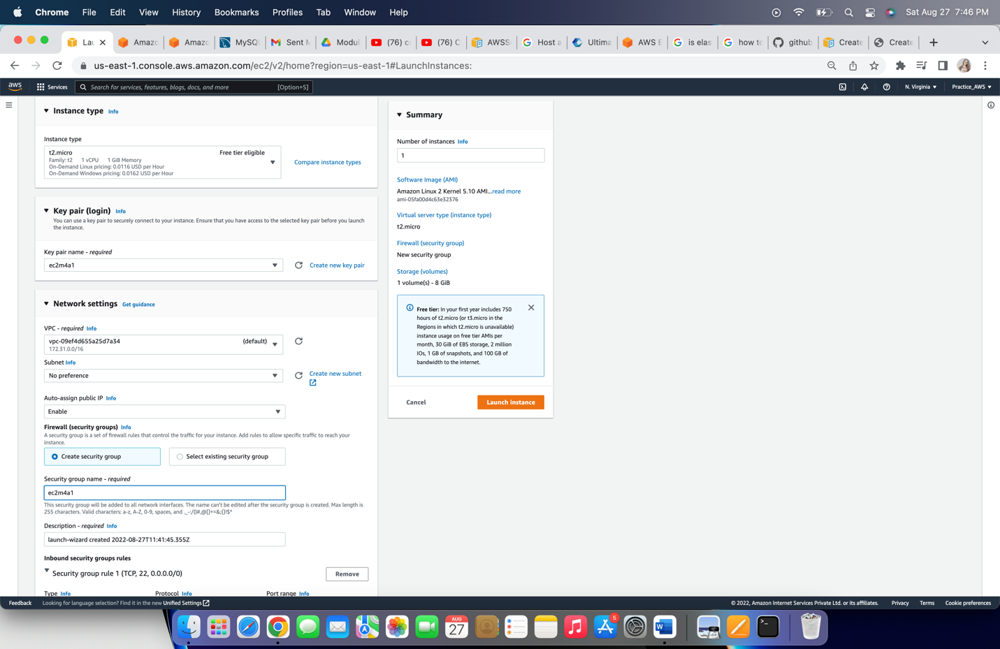 Chrome File Edit View History Bookmarks Profiles Tab Window Help
Sat Aug 27 7:46 PM
Lau
Amazo
Amazo
MySQL
Sent M
Modul
(76) c
(76) C
AWSS
Host a
Ultima
AWS E
is elas
how to
github
Create
Create
us-east-1.console.aws.amazon.com/ec2/v2/home?region=us-east-1#LaunchInstances:
aws
Services
Search for services, features, blogs, docs, and more
[Option+S]
N. Virginia
Practice_AWS
Instance type Info
Instance type
t2.micro
Free tier eligible
Family: t2 1 vCPU 1 GiB Memory
On-Demand Linux pricing: 0.0116 USD per Hour
On-Demand Windows pricing: 0.0162 USD per Hour
Compare instance types
Key pair (login) Info
You can use a key pair to securely connect to your instance. Ensure that you have access to the selected key pair before you launch
the instance.
Key pair name - required
ec2m4a1
Create new key pair
Network settings Get guidance
VPC - required Info
vpc-09ef4d655a25d7a34
(default)
172.31.0.0/16
Subnet Info
No preference
Create new subnet
Auto-assign public IP Info
Enable
Firewall (security groups) Info
A security group is a set of firewall rules that control the traffic for your instance. Add rules to allow specific traffic to reach your
instance.
Create security group
Select existing security group
Security group name - required
ec2m4a1
This security group will be added to all network interfaces. The name can't be edited after the security group is created. Max length is
255 characters. Valid characters: a-z, A-Z, 0-9, spaces, and ._-:/()#,@[]+=&;{}!$*
Description - required Info
launch-wizard created 2022-08-27T11:41:45.355Z
Inbound security groups rules
Security group rule 1 (TCP, 22, 0.0.0.0/0)
Remove
Type Info
Protocol Info
Port range Info
Summary
Number of instances Info
1
Software Image (AMI)
Amazon Linux 2 Kernel 5.10 AMI...read more
ami-05fa00d4c63e32376
Virtual server type (instance type)
t2.micro
Firewall (security group)
New security group
Storage (volumes)
1 volume(s) - 8 GiB
Free tier: In your first year includes 750
hours of t2.micro (or t3.micro in the
Regions in which t2.micro is unavailable)
instance usage on free tier AMIs per
month, 30 GiB of EBS storage, 2 million
IOs, 1 GB of snapshots, and 100 GB of
bandwidth to the internet.
Cancel
Launch instance
Feedback
Looking for language selection? Find it in the new Unified Settings
© 2022, Amazon Internet Services Private Ltd. or its affiliates.
Privacy
Terms
Cookie preferences
AUG
27
5
W